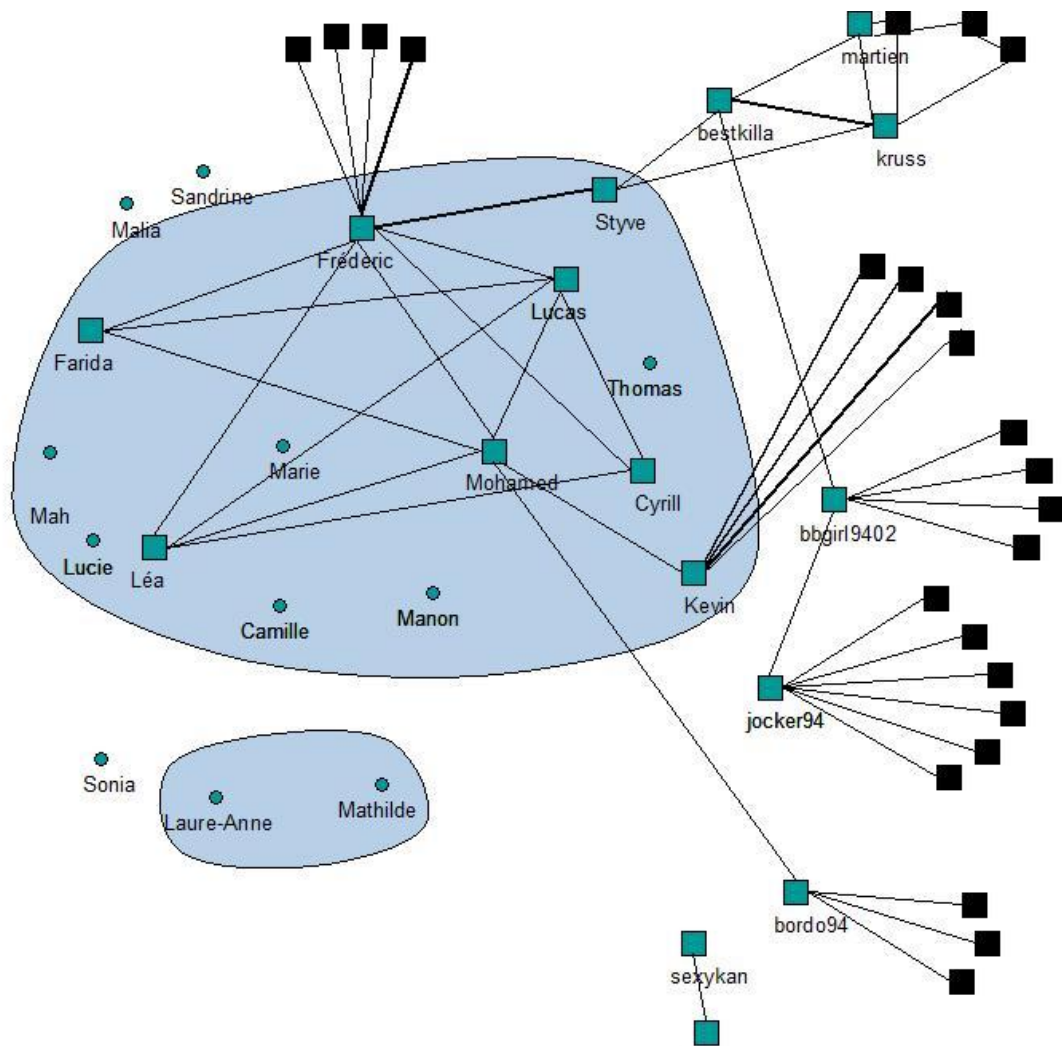 martien
bestkilla
kruss
Sandrine
Malia
Styve
Fréderic
Lucas
Farida
Thomas
Marie
Mohamed
Cyrill
Mah
bbgirl9402
Lucie
Léa
Kevin
Manon
Camille
jocker94
Sonia
Mathilde
Laure-Anne
bordo94
sexykan